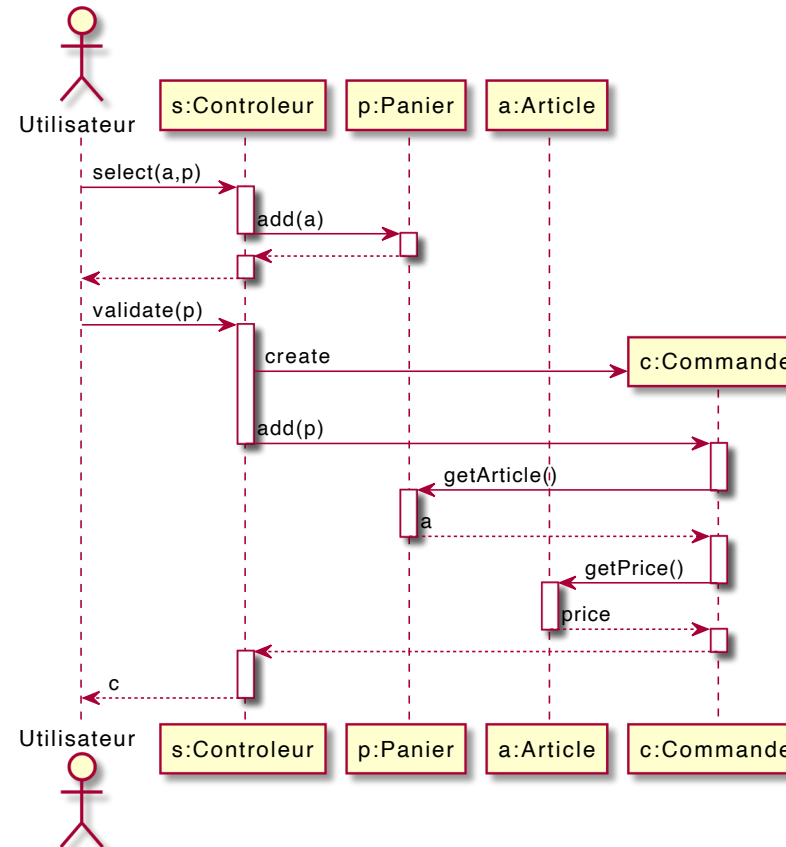 Utilisateur
s:Controleur
p:Panier
a:Article
select(a,p)
add(a)
validate(p)
create
c:Commande
add(p)
getArticle()
a
getPrice()
price
c
Utilisateur
s:Controleur
p:Panier
a:Article
c:Commande